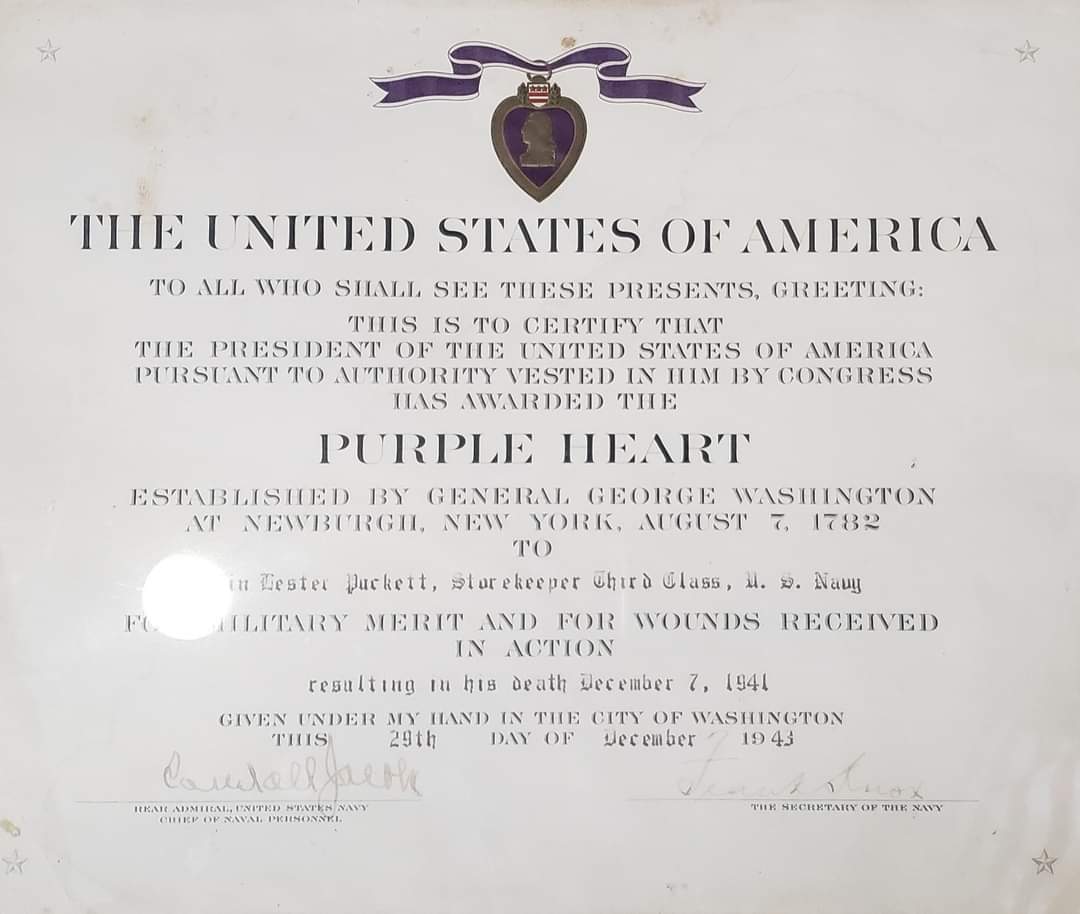 THE UNITED STATES OF AMERICA
TO ALL WHO SHALL SEE THESE PRESENTS, GREETING:
THIS IS TO CERTIFY THAT
THE PRESIDENT OF THE UNITED STATES OF AMERICA
PURSUANT TO AUTHORITY VESTED IN HIM BY CONGRESS
HAS AWARDED THE
PURPLE HEART
ESTABLISHED BY GENERAL GEORGE WASHINGTON
AT NEWBURGH, NEW YORK, AUGUST 7, 1782
TO
Lester Puckett, Storekeeper Third Class, U. S. Navy
MILITARY MERIT AND FOR WOUNDS RECEIVED
IN ACTION
resulting in his death December 7, 1941
GIVEN UNDER MY HAND IN THE CITY OF WASHINGTON
THIS 29th DAY OF December 1943
Randall Jacobs
Frank Knox
REAR ADMIRAL, UNITED STATES NAVY
CHIEF OF NAVAL PERSONNEL
THE SECRETARY OF THE NAVY